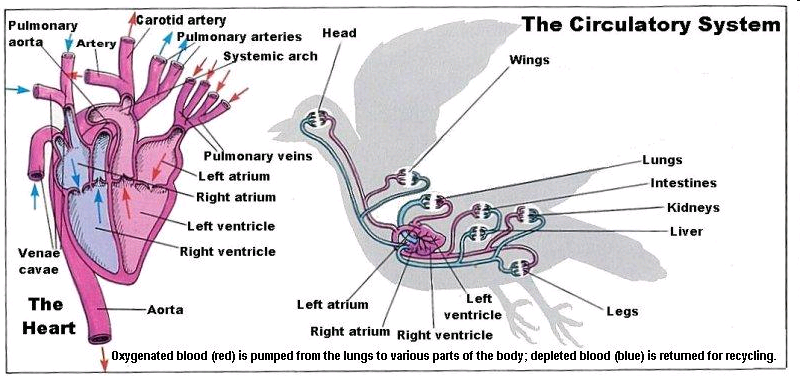 The Circulatory System
Pulmonary
aorta
Carotid artery
Artery
Pulmonary arteries
Systemic arch
Pulmonary veins
Left atrium
Right atrium
Left ventricle
Right ventricle
Venae
cavae
The
Heart
Aorta
Head
Wings
Lungs
Intestines
Kidneys
Liver
Legs
Left atrium
Right atrium
Left
ventricle
Right ventricle
Oxygenated blood (red) is pumped from the lungs to various parts of the body; depleted blood (blue) is returned for recycling.